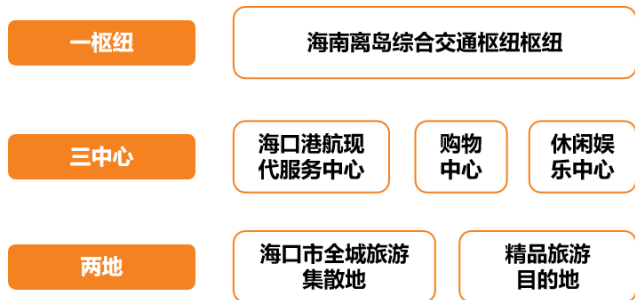 一枢纽
海南离岛综合交通枢纽枢纽
三中心
海口港航现
代服务中心
购物
中心
休闲娱
乐中心
两地
海口市全城旅游
集散地
精品旅游
目的地